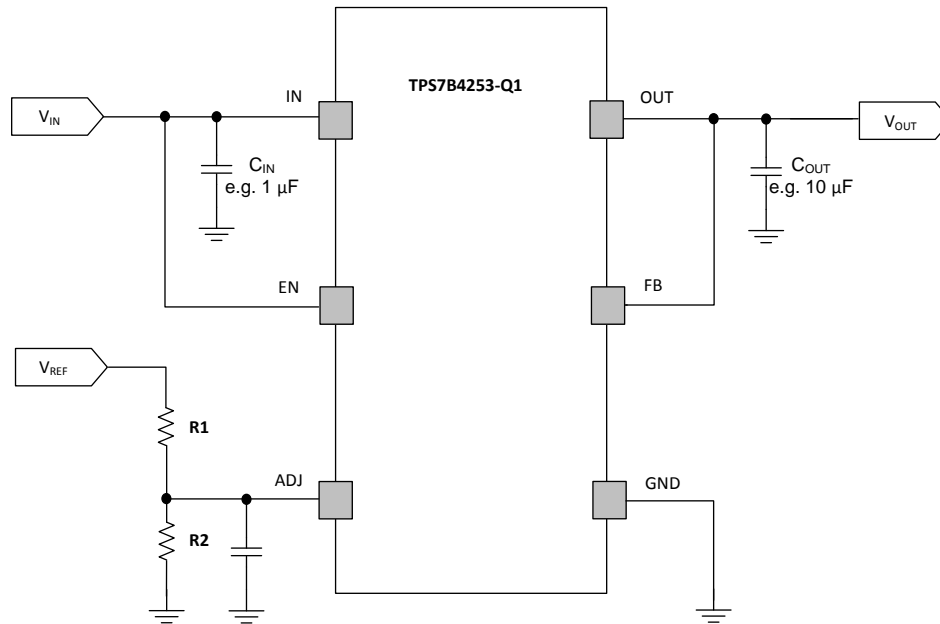 TPS7B4253-Q1
IN
OUT
V_IN
V_OUT
C_IN
e.g. 1 µF
C_OUT
e.g. 10 µF
EN
FB
V_REF
R1
ADJ
GND
R2